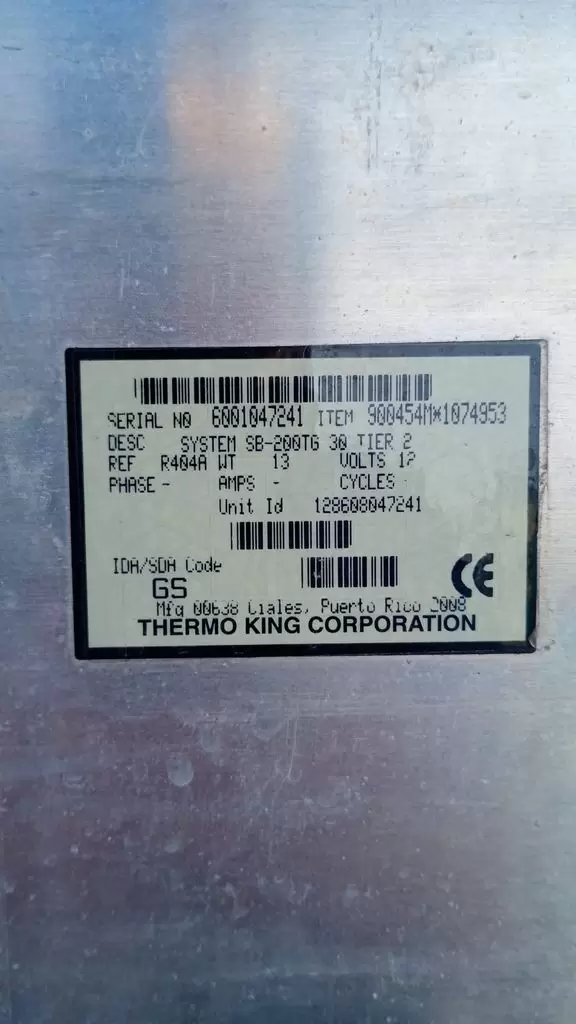 SERIAL NO 6001047241 ITEM 900454M*1074953
DESC SYSTEM SB-200TG 30 TIER 2
REF R404A WT 13 VOLTS 12
PHASE - AMPS - CYCLES -
Unit Id 128608047241
IDA/SDA Code
GS
CE
Mfg 00638 Ciales, Puerto Rico 2008
THERMO KING CORPORATION